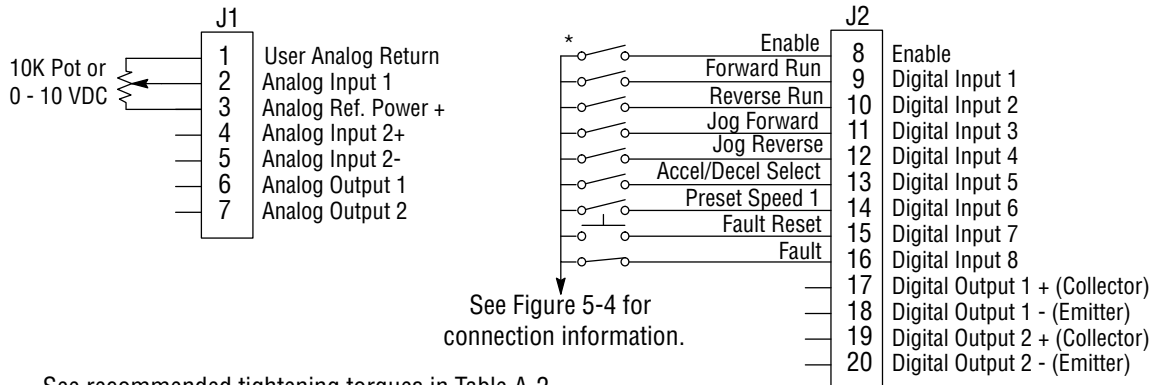 J1
10K Pot or
0 - 10 VDC
1 User Analog Return
2 Analog Input 1
3 Analog Ref. Power +
4 Analog Input 2+
5 Analog Input 2-
6 Analog Output 1
7 Analog Output 2
J2
*
Enable 8 Enable
Forward Run 9 Digital Input 1
Reverse Run 10 Digital Input 2
Jog Forward 11 Digital Input 3
Jog Reverse 12 Digital Input 4
Accel/Decel Select 13 Digital Input 5
Preset Speed 1 14 Digital Input 6
Fault Reset 15 Digital Input 7
Fault 16 Digital Input 8
17 Digital Output 1 + (Collector)
18 Digital Output 1 - (Emitter)
19 Digital Output 2 + (Collector)
20 Digital Output 2 - (Emitter)
See Figure 5-4 for
connection information.
See recommended tightening torques in Table A-2